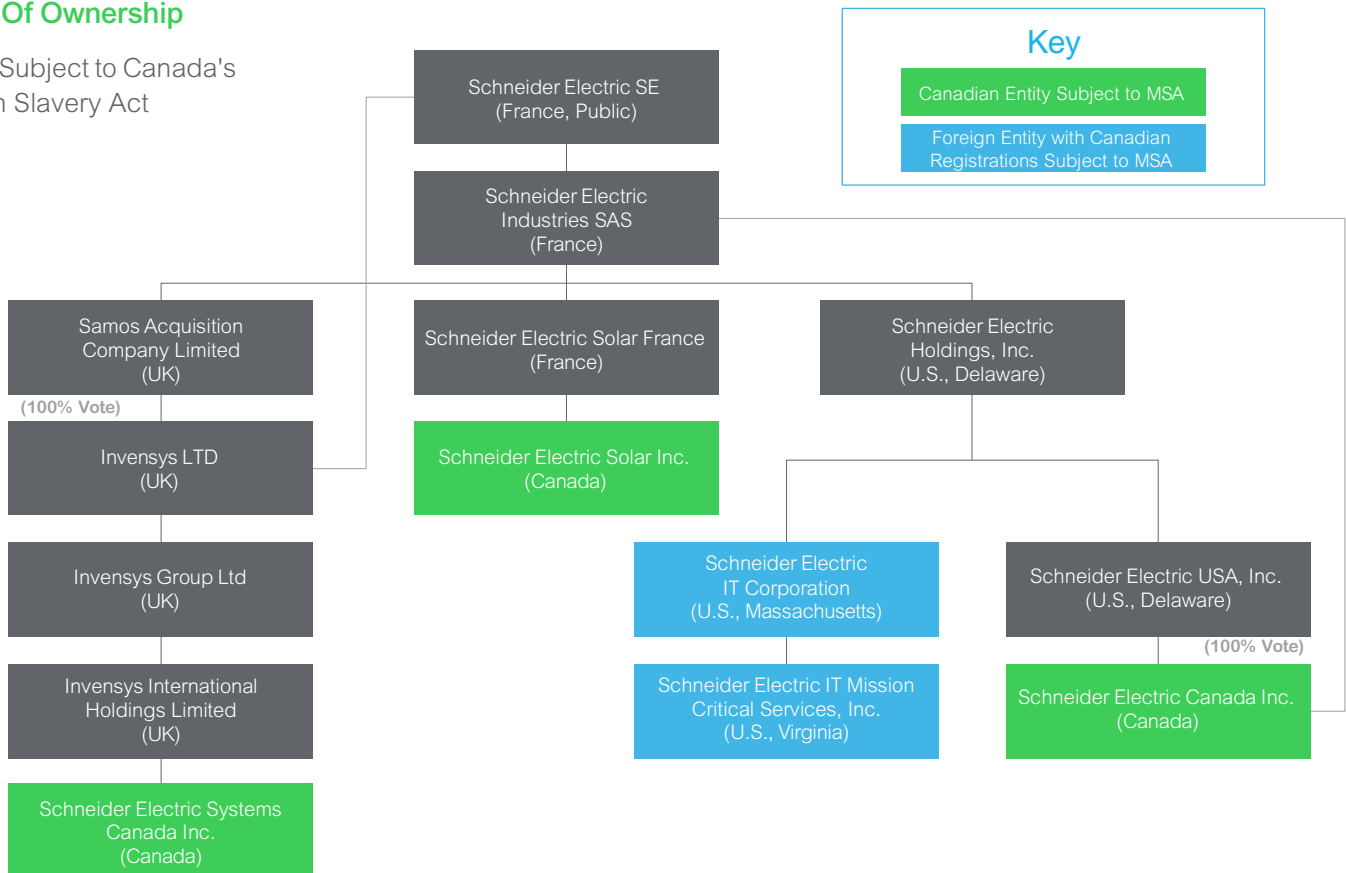 Of Ownership
Subject to Canada's
Slavery Act
Key
Canadian Entity Subject to MSA
Foreign Entity with Canadian
Registrations Subject to MSA
Schneider Electric SE
(France, Public)
Schneider Electric
Industries SAS
(France)
Samos Acquisition
Company Limited
(UK)
Schneider Electric Solar France
(France)
Schneider Electric
Holdings, Inc.
(U.S., Delaware)
(100% Vote)
Invensys LTD
(UK)
Schneider Electric Solar Inc.
(Canada)
Invensys Group Ltd
(UK)
Schneider Electric
IT Corporation
(U.S., Massachusetts)
Schneider Electric USA, Inc.
(U.S., Delaware)
(100% Vote)
Invensys International
Holdings Limited
(UK)
Schneider Electric IT Mission
Critical Services, Inc.
(U.S., Virginia)
Schneider Electric Canada Inc.
(Canada)
Schneider Electric Systems
Canada Inc.
(Canada)